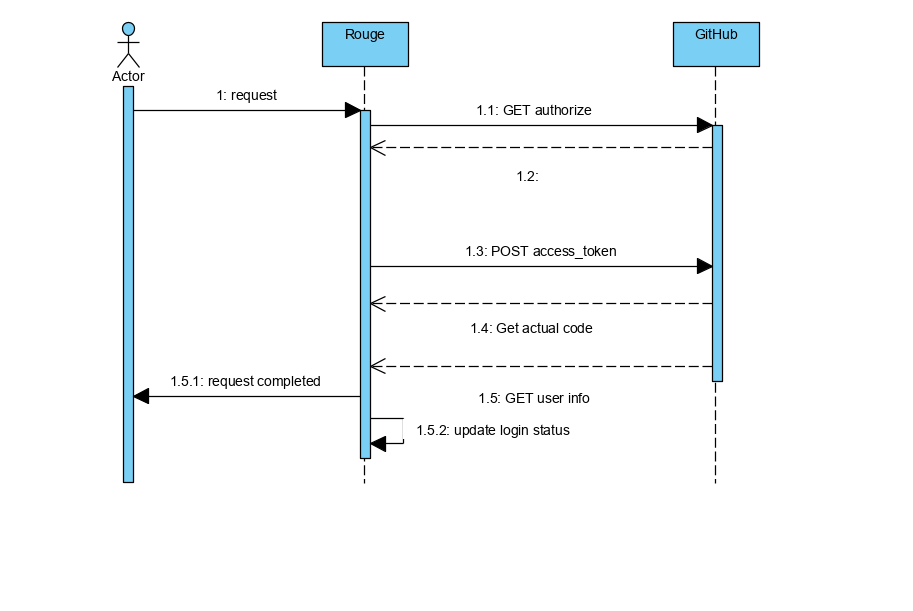 Rouge
GitHub
Actor
1: request
1.1: GET authorize
1.2:
1.3: POST access_token
1.4: Get actual code
1.5.1: request completed
1.5: GET user info
1.5.2: update login status